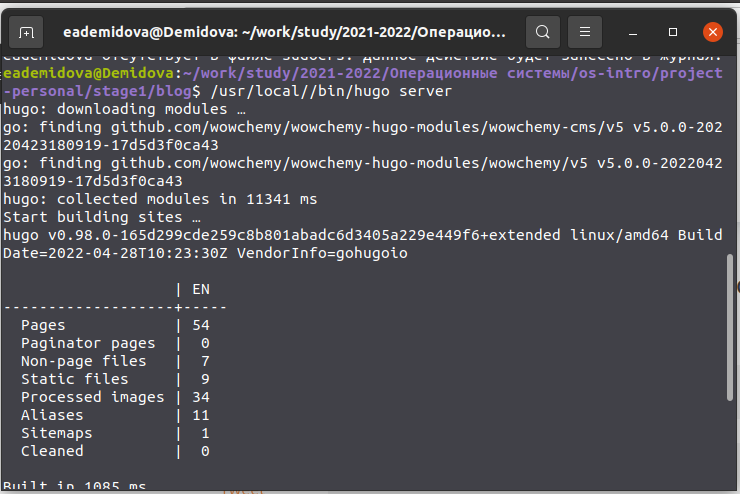 eademidova@Demidova: ~/work/study/2021-2022/Операцио...
eademidova отсутствует в файле sudoers. Данное действие будет занесено в журнал.
eademidova@Demidova:~/work/study/2021-2022/Операционные системы/os-intro/project
-personal/stage1/blog$ /usr/local//bin/hugo server
hugo: downloading modules …
go: finding github.com/wowchemy/wowchemy-hugo-modules/wowchemy-cms/v5 v5.0.0-202
20423180919-17d5d3f0ca43
go: finding github.com/wowchemy/wowchemy-hugo-modules/wowchemy/v5 v5.0.0-2022042
3180919-17d5d3f0ca43
hugo: collected modules in 11341 ms
Start building sites …
hugo v0.98.0-165d299cde259c8b801abadc6d3405a229e449f6+extended linux/amd64 Build
Date=2022-04-28T10:23:30Z VendorInfo=gohugoio
| EN
-------------------+-----
Pages | 54
Paginator pages | 0
Non-page files | 7
Static files | 9
Processed images | 34
Aliases | 11
Sitemaps | 1
Cleaned | 0
Built in 1085 ms